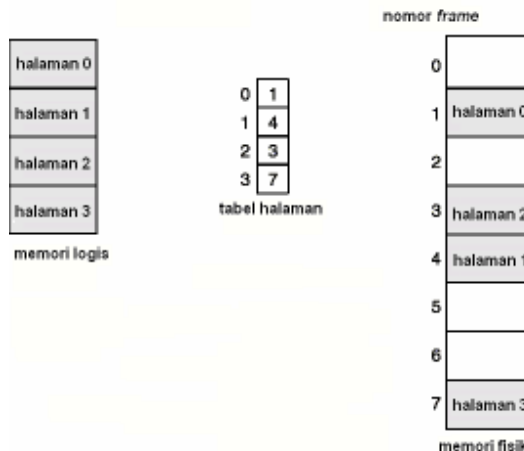 nomor frame
halaman 0
halaman 1
halaman 2
halaman 3
memori logis
0 1
1 4
2 3
3 7
tabel halaman
0
1 halaman 0
2
3 halaman 2
4 halaman 1
5
6
7 halaman 3
memori fisik